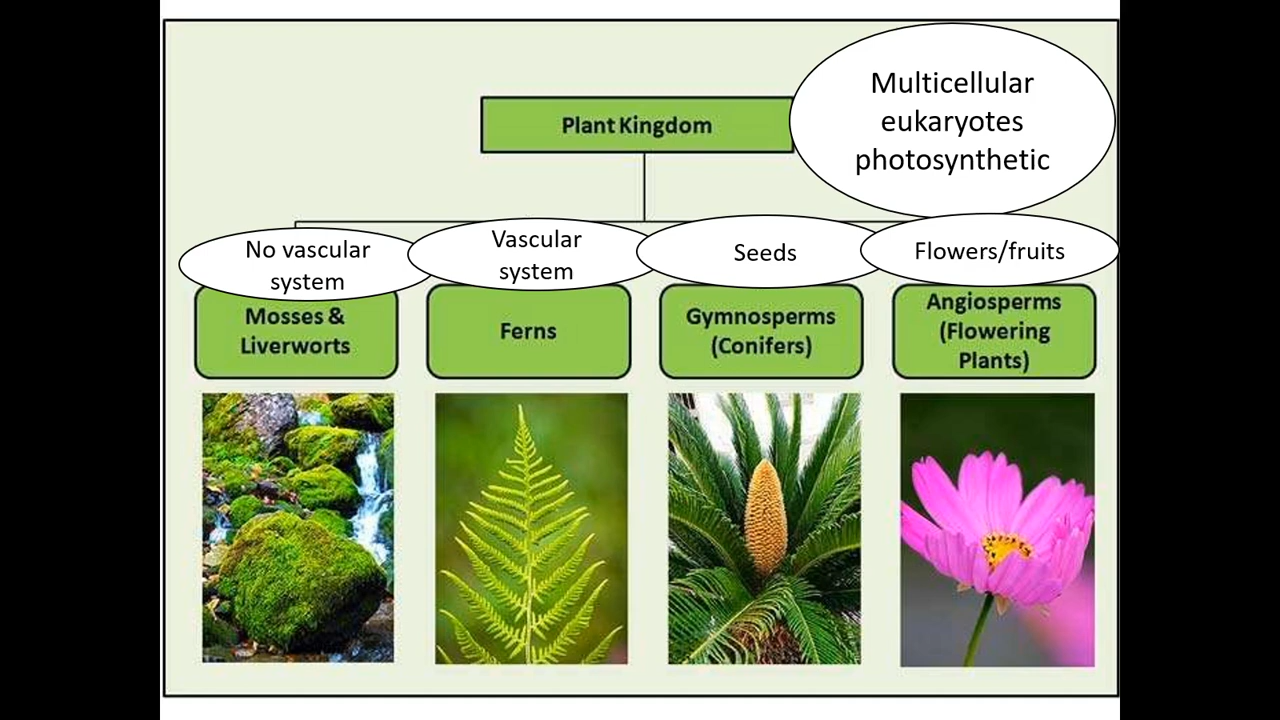 Multicellular
eukaryotes
photosynthetic
Plant Kingdom
No vascular
system
Vascular
system
Seeds
Flowers/fruits
Mosses &
Liverworts
Ferns
Gymnosperms
(Conifers)
Angiosperms
(Flowering
Plants)